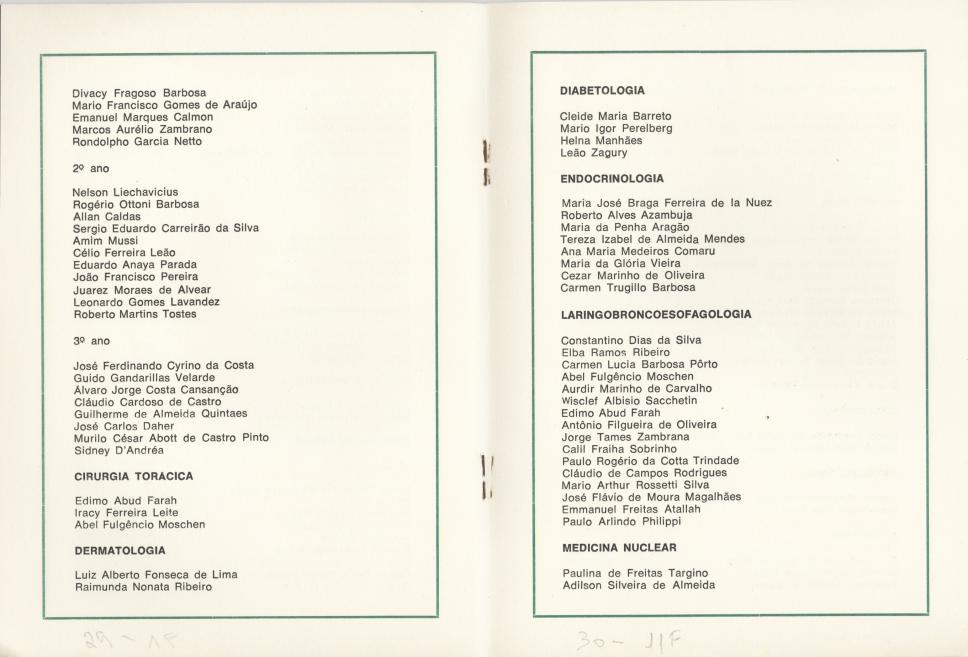 Divacy Fragoso Barbosa
Mario Francisco Gomes de Araújo
Emanuel Marques Calmon
Marcos Aurélio Zambrano
Rondolpho Garcia Netto
2º ano
Nelson Liechavicius
Rogério Ottoni Barbosa
Allan Caldas
Sergio Eduardo Carreirão da Silva
Amim Mussi
Célio Ferreira Leão
Eduardo Anaya Parada
João Francisco Pereira
Juarez Moraes de Alvear
Leonardo Gomes Lavandez
Roberto Martins Tostes
3º ano
José Ferdinando Cyrino da Costa
Guido Gandarillas Velarde
Álvaro Jorge Costa Cansanção
Cláudio Cardoso de Castro
Guilherme de Almeida Quintaes
José Carlos Daher
Murilo César Abott de Castro Pinto
Sidney D'Andréa
CIRURGIA TORACICA
Edimo Abud Farah
Iracy Ferreira Leite
Abel Fulgêncio Moschen
DERMATOLOGIA
Luiz Alberto Fonseca de Lima
Raimunda Nonata Ribeiro
29 - 1F
DIABETOLOGIA
Cleide Maria Barreto
Mario Igor Perelberg
Helna Manhães
Leão Zagury
ENDOCRINOLOGIA
Maria José Braga Ferreira de la Nuez
Roberto Alves Azambuja
Maria da Penha Aragão
Tereza Izabel de Almeida Mendes
Ana Maria Medeiros Comaru
Maria da Glória Vieira
Cezar Marinho de Oliveira
Carmen Trugillo Barbosa
LARINGOBRONCOESOFAGOLOGIA
Constantino Dias da Silva
Elba Ramos Ribeiro
Carmen Lucia Barbosa Pôrto
Abel Fulgêncio Moschen
Aurdir Marinho de Carvalho
Wisclef Albisio Sacchetin
Edimo Abud Farah
Antônio Filgueira de Oliveira
Jorge Tames Zambrana
Calil Fraiha Sobrinho
Paulo Rogério da Cotta Trindade
Cláudio de Campos Rodrigues
Mario Arthur Rossetti Silva
José Flávio de Moura Magalhães
Emmanuel Freitas Atallah
Paulo Arlindo Philippi
MEDICINA NUCLEAR
Paulina de Freitas Targino
Adilson Silveira de Almeida
30 - 11F